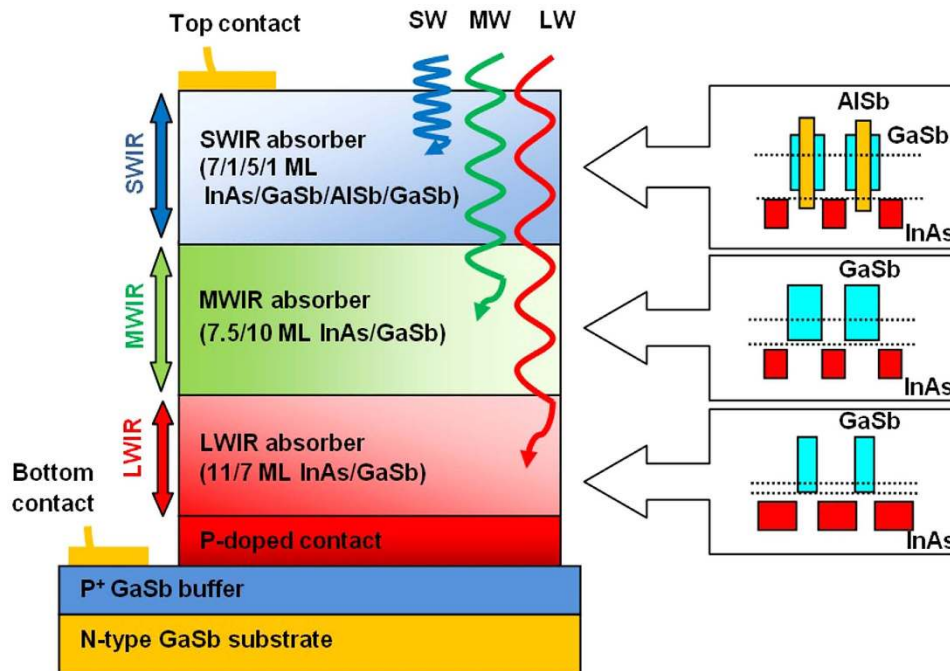 SW MW LW
Top contact
SWIR
SWIR absorber
(7/1/5/1 ML
InAs/GaSb/AlSb/GaSb)
AlSb
GaSb
InAs
MWIR
MWIR absorber
(7.5/10 ML InAs/GaSb)
GaSb
InAs
LWIR
LWIR absorber
(11/7 ML InAs/GaSb)
GaSb
InAs
Bottom
contact
P-doped contact
P⁺ GaSb buffer
N-type GaSb substrate